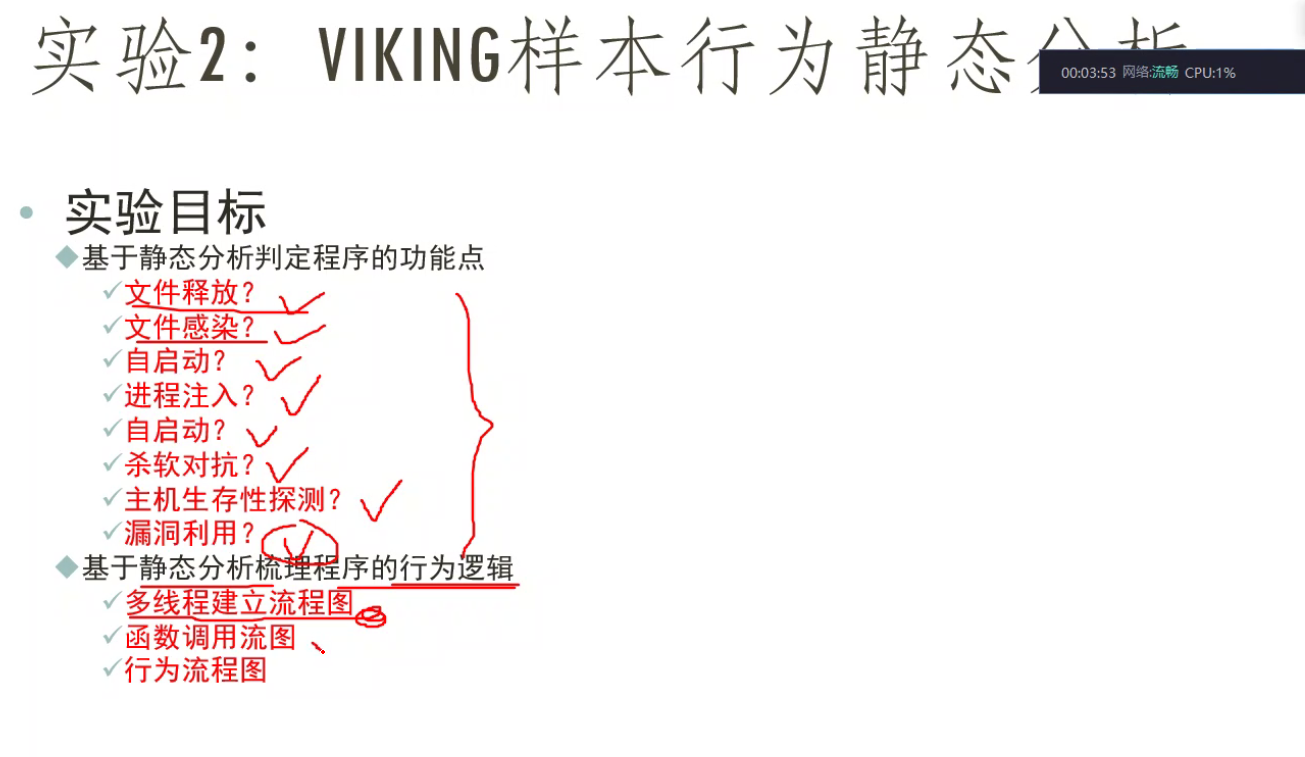 实验2： VIKING样本行为静态分析
00:03:53 网络:流畅 CPU:1%
实验目标
基于静态分析判定程序的功能点
文件释放？
文件感染？
自启动？
进程注入？
自启动？
杀软对抗？
主机生存性探测？
漏洞利用？
基于静态分析梳理程序的行为逻辑
多线程建立流程图
函数调用流图
行为流程图